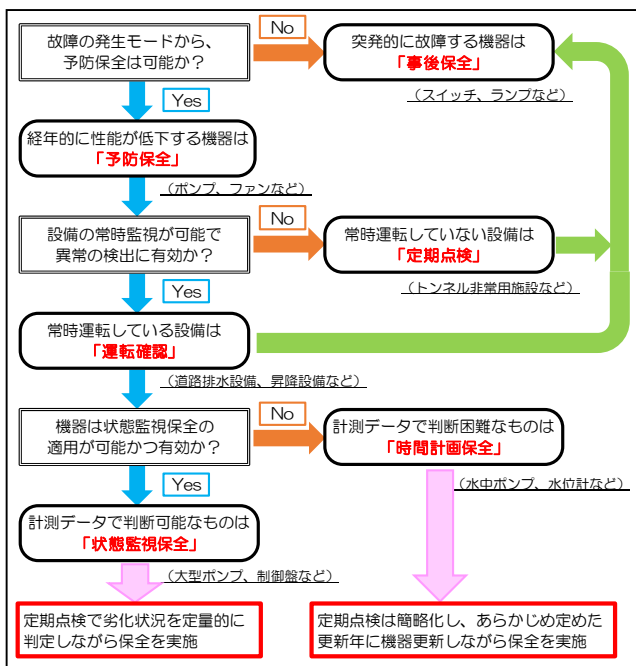 故障の発生モードから、
予防保全は可能か？
No
突発的に故障する機器は
「事後保全」
（スイッチ、ランプなど）
Yes
経年的に性能が低下する機器は
「予防保全」
（ポンプ、ファンなど）
設備の常時監視が可能で
異常の検出に有効か？
No
常時運転していない設備は
「定期点検」
（トンネル非常用施設など）
Yes
常時運転している設備は
「運転確認」
（道路排水設備、昇降設備など）
機器は状態監視保全の
適用が可能かつ有効か？
No
計測データで判断困難なものは
「時間計画保全」
（水中ポンプ、水位計など）
Yes
計測データで判断可能なものは
「状態監視保全」
（大型ポンプ、制御盤など）
定期点検で劣化状況を定量的に
判定しながら保全を実施
定期点検は簡略化し、あらかじめ定めた
更新年に機器更新しながら保全を実施